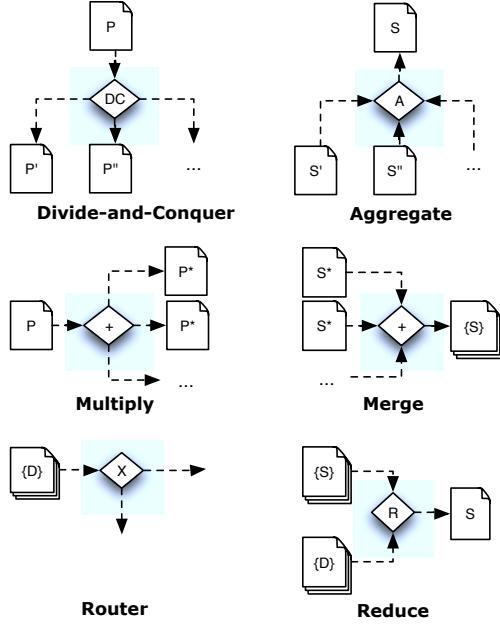 P
DC
P'
P"
...
Divide-and-Conquer
S
A
S'
S"
...
Aggregate
P*
P
+
P*
...
Multiply
S*
S*
+
{S}
...
Merge
{D}
X
Router
{S}
R
S
{D}
Reduce